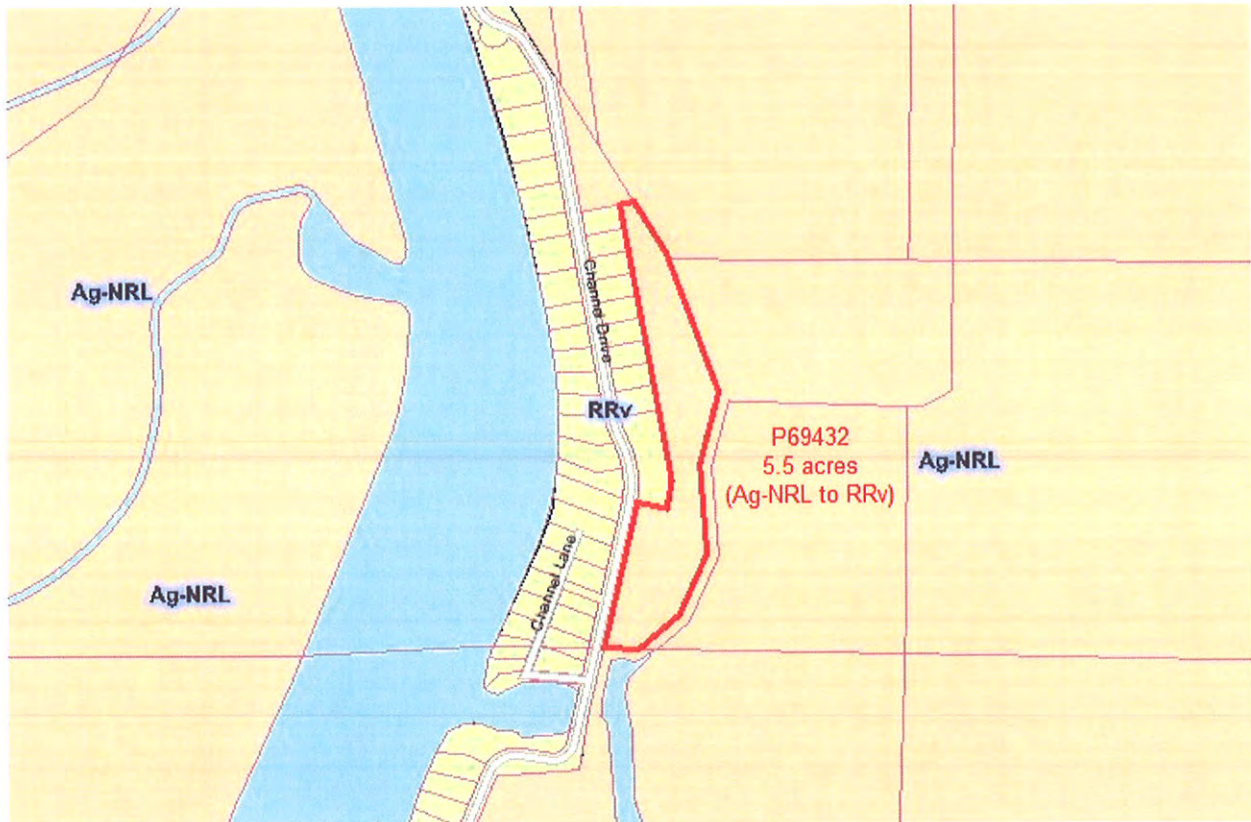 Ag-NRL
Channel Drive
RRv
P69432
5.5 acres
(Ag-NRL to RRv)
Ag-NRL
Channel Lane
Ag-NRL